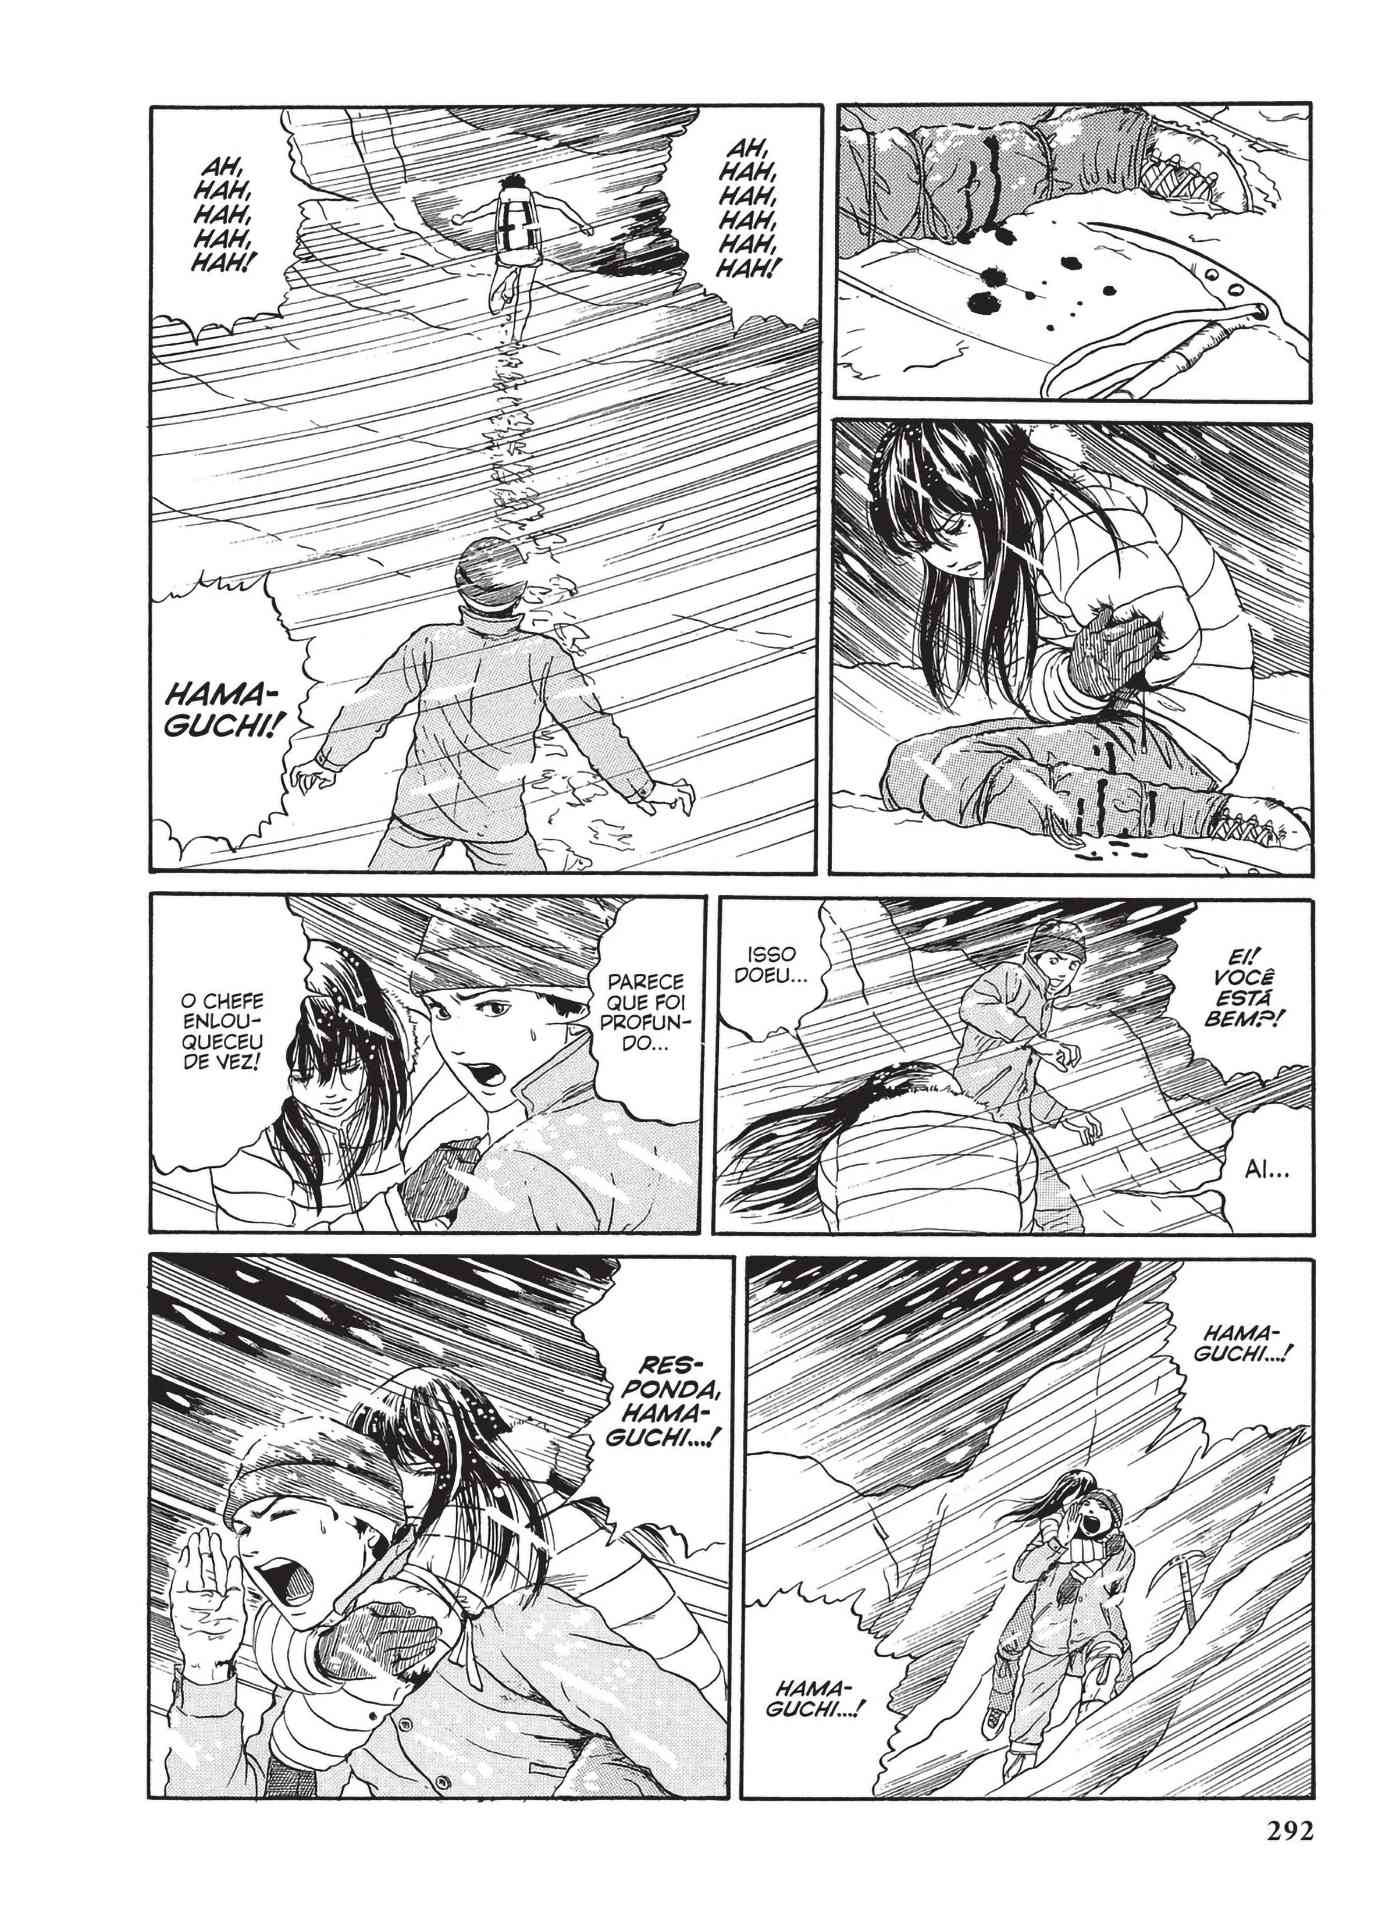 AH,
HAH,
HAH,
HAH,
HAH,
HAH!
AH,
HAH,
HAH,
HAH,
HAH!
HAMA-
GUCHI!
EI!
VOCÊ
ESTÁ
BEM?!
AI...
ISSO
DOEU...
PARECE
QUE FOI
PROFUN-
DO...
O CHEFE
ENLOU-
QUECEU
DE VEZ!
HAMA-
GUCHI...!
HAMA-
GUCHI...!
RES-
PONDA,
HAMA-
GUCHI...!
292